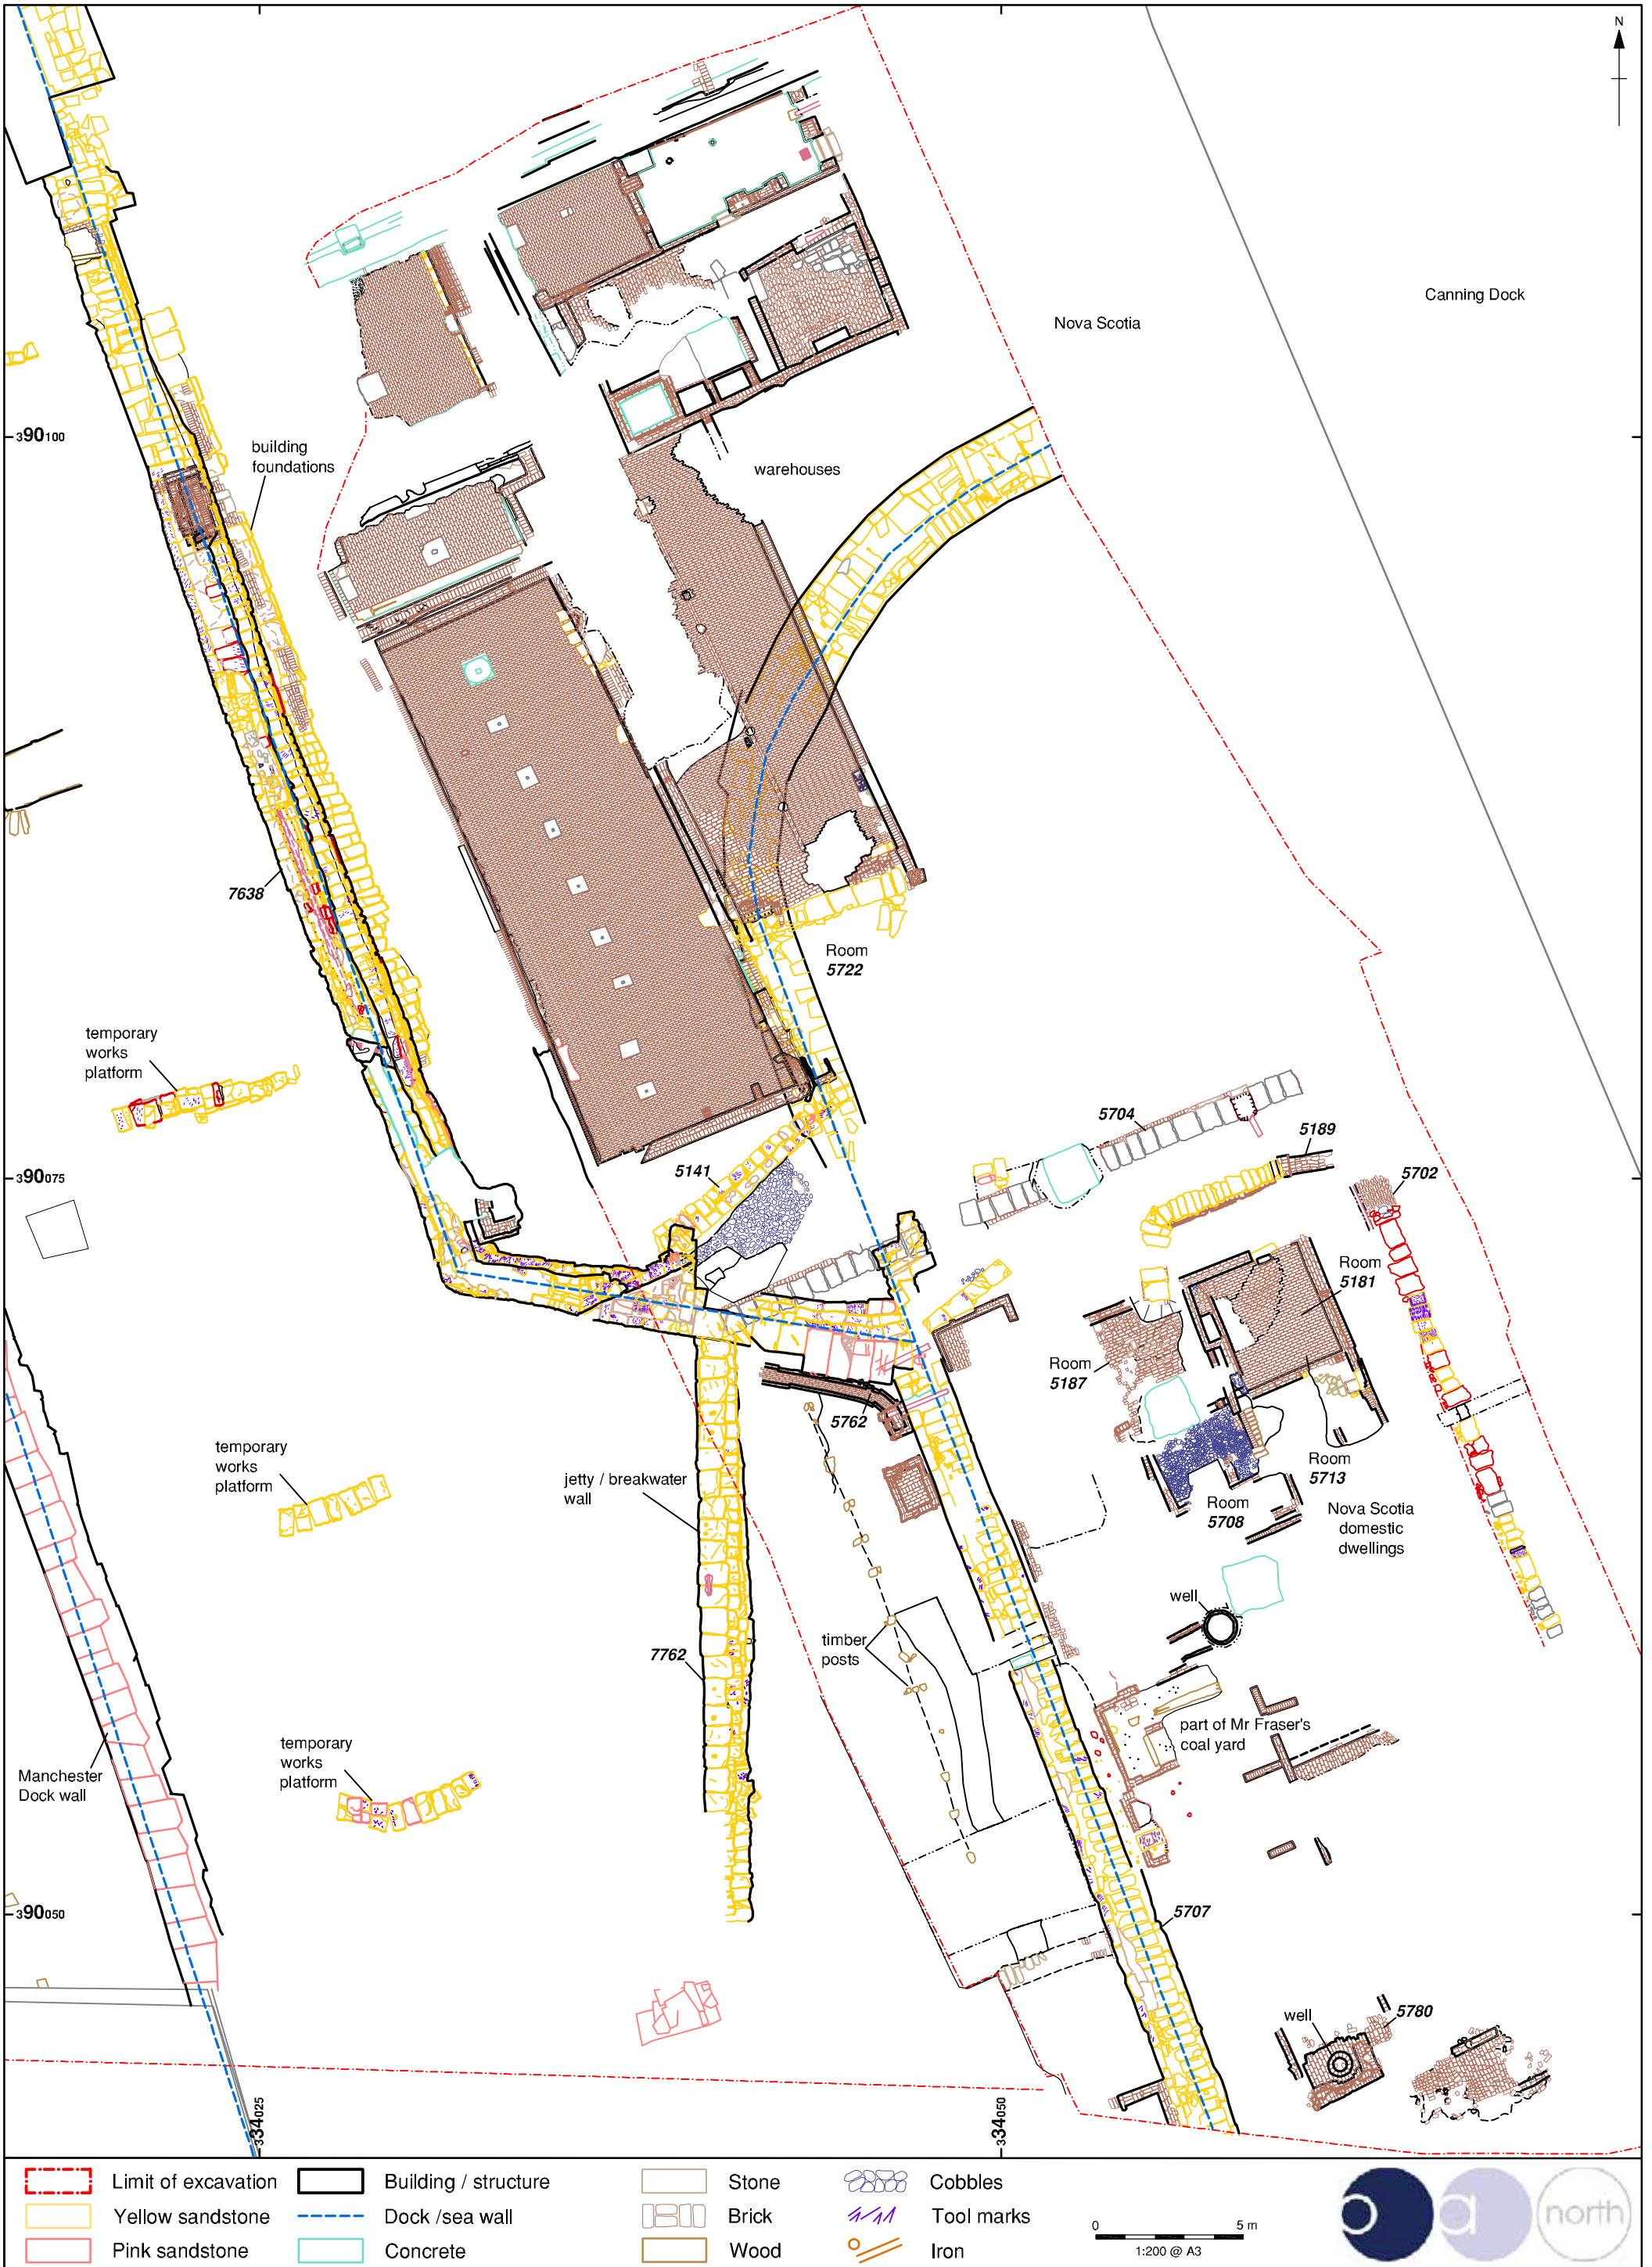 N
Canning Dock
Nova Scotia
390100
building
foundations
warehouses
7638
Room
5722
temporary
works
platform
5704
5189
5702
390075
5141
Room
5181
Room
5187
5762
temporary
works
platform
jetty / breakwater
wall
Room
5713
Room
5708
Nova Scotia
domestic
dwellings
well
timber
posts
7762
part of Mr Fraser's
coal yard
temporary
works
platform
Manchester
Dock wall
390050
5707
well
5780
334025
334050
Limit of excavation
Building / structure
Stone
Cobbles
Yellow sandstone
Dock /sea wall
Brick
Tool marks
Pink sandstone
Concrete
Wood
Iron
0 5 m
1:200 @ A3
oa north